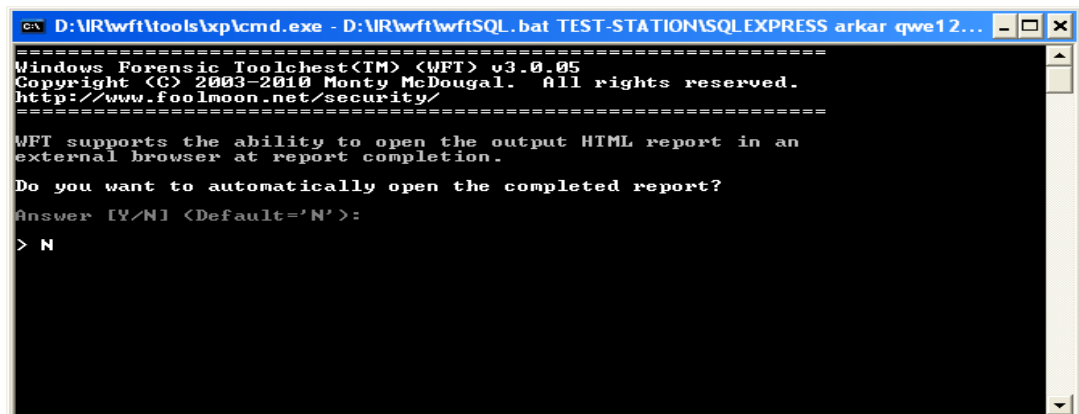 D:\IR\wft\tools\xp\cmd.exe - D:\IR\wft\wftSQL.bat TEST-STATION\SQLEXPRESS arkar qwe12...
==============================================================
Windows Forensic Toolchest(TM) (WFT) v3.0.05
Copyright (C) 2003-2010 Monty McDougal.  All rights reserved.
http://www.foolmoon.net/security/
==============================================================
WFT supports the ability to open the output HTML report in an
external browser at report completion.
Do you want to automatically open the completed report?
Answer [Y/N] (Default='N'):
> N